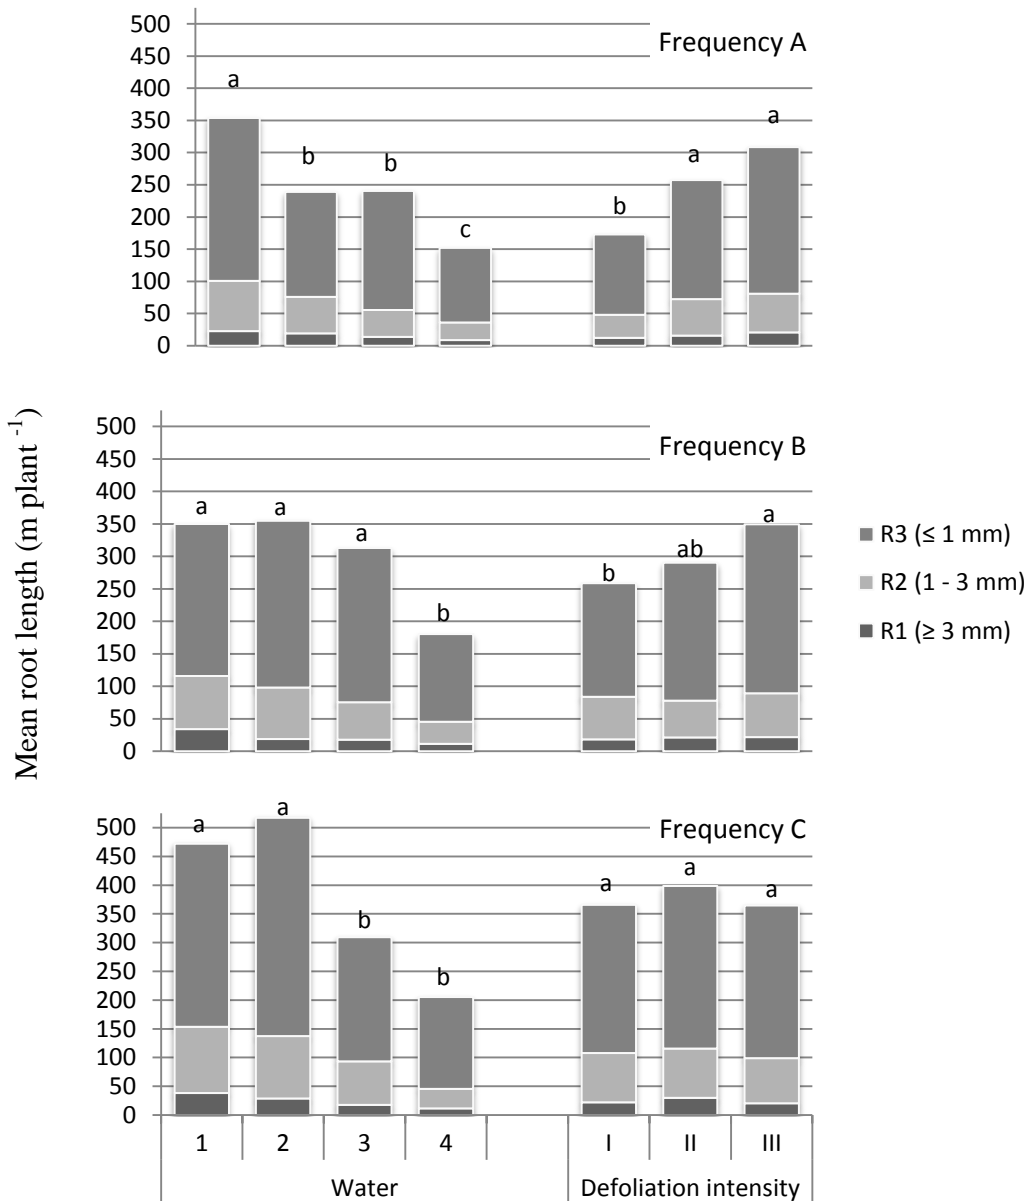 500
Frequency A
450
400
a
350
a
300
b
b
a
250
b
200
c
150
100
50
0
Mean root length (m plant -1)
500
Frequency B
450
400
a
a
a
350
a
ab
300
b
250
b
200
150
100
50
0
R3 (≤ 1 mm)
R2 (1 - 3 mm)
R1 (≥ 3 mm)
a
a
500
Frequency C
450
a
a
a
400
350
b
300
250
b
200
150
100
50
0
1 2 3 4 I II III
Water Defoliation intensity